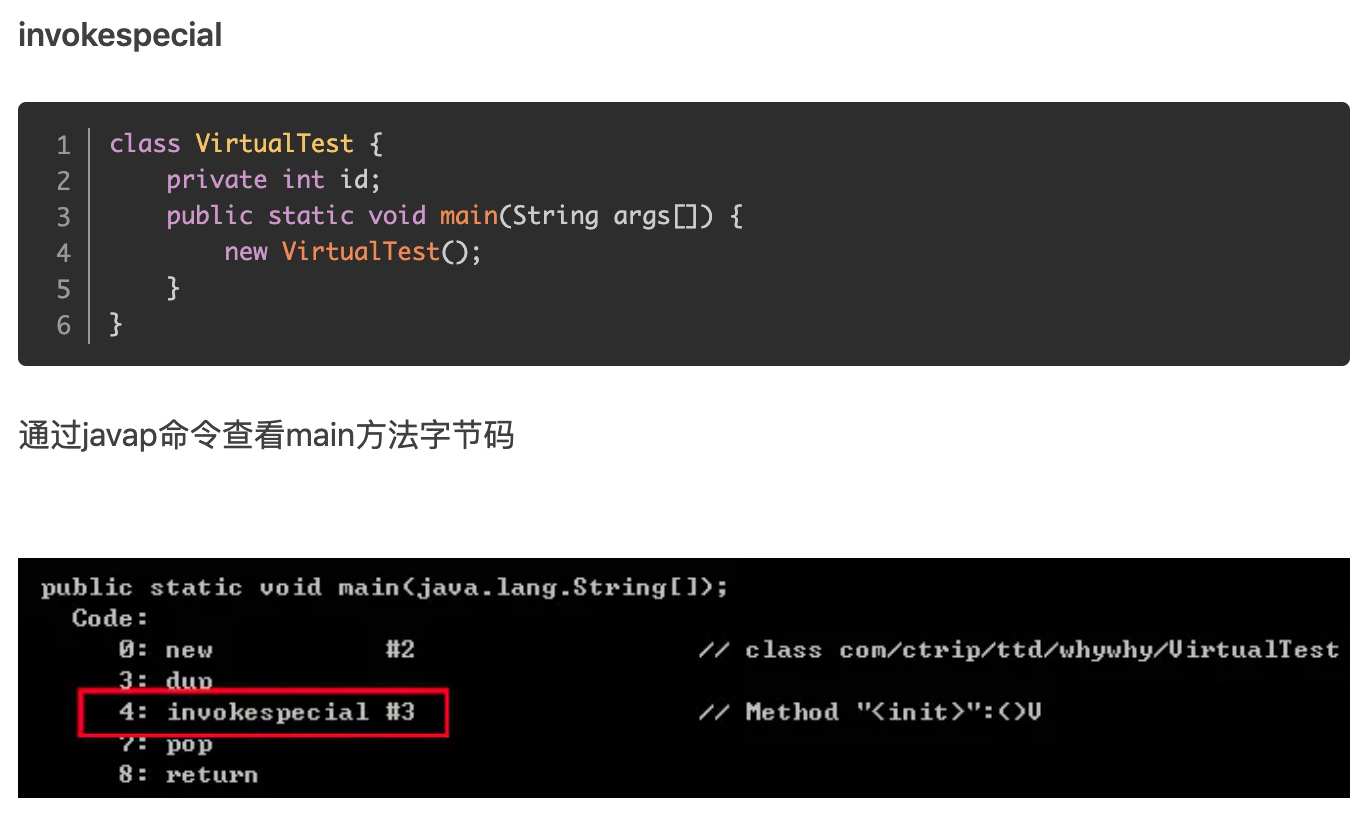 invokespecial
1 class VirtualTest {
2     private int id;
3     public static void main(String args[]) {
4         new VirtualTest();
5     }
6 }
通过javap命令查看main方法字节码
public static void main(java.lang.String[]);
  Code:
     0: new           #2                  // class com/ctrip/ttd/whywhy/VirtualTest
     3: dup
     4: invokespecial #3                  // Method "<init>":()V
     7: pop
     8: return